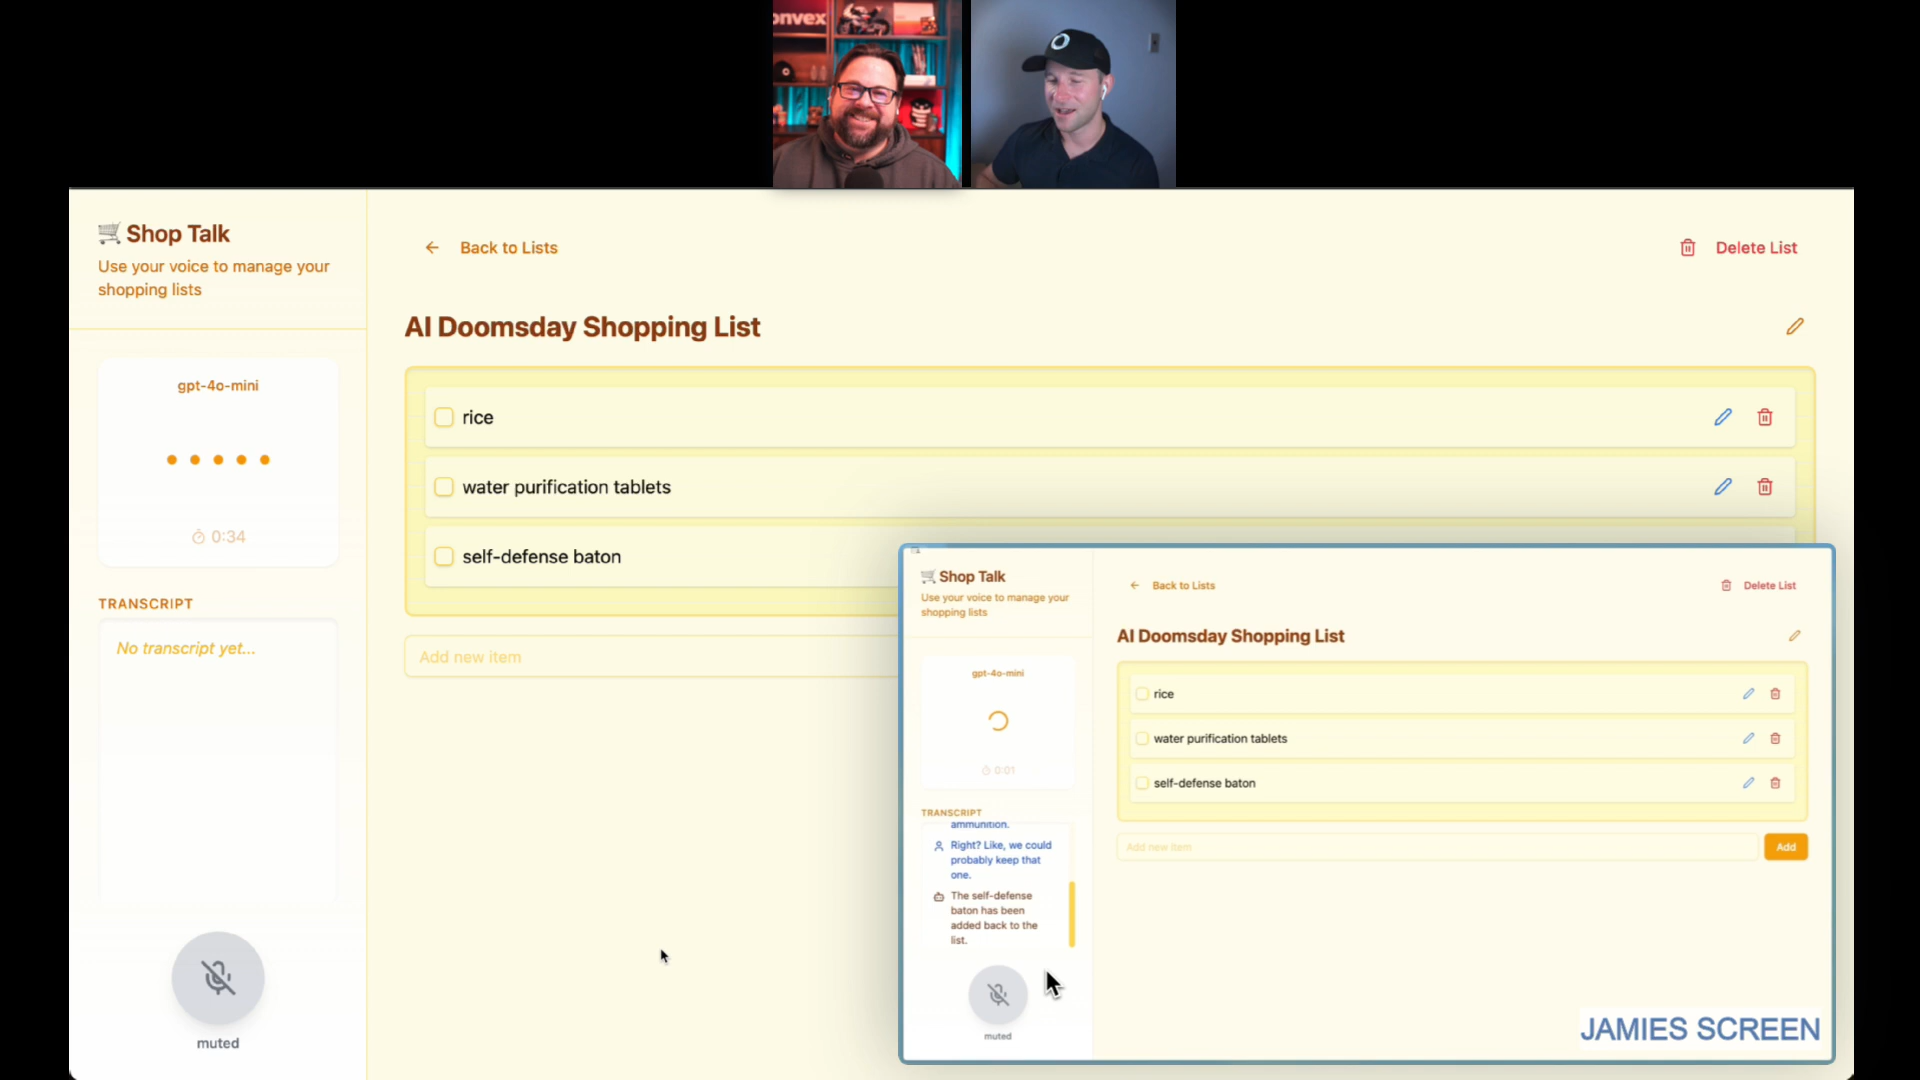 onvex
Shop Talk
Use your voice to manage your
shopping lists
gpt-4o-mini
0:34
TRANSCRIPT
No transcript yet...
muted
Back to Lists
Delete List
AI Doomsday Shopping List
rice
water purification tablets
self-defense baton
Add new item
Shop Talk
Use your voice to manage your
shopping lists
gpt-4o-mini
0:01
TRANSCRIPT
ammunition.
Right? Like, we could
probably keep that
one.
The self-defense
baton has been
added back to the
list.
muted
Back to Lists
Delete List
AI Doomsday Shopping List
rice
water purification tablets
self-defense baton
Add new item
Add
JAMIES SCREEN